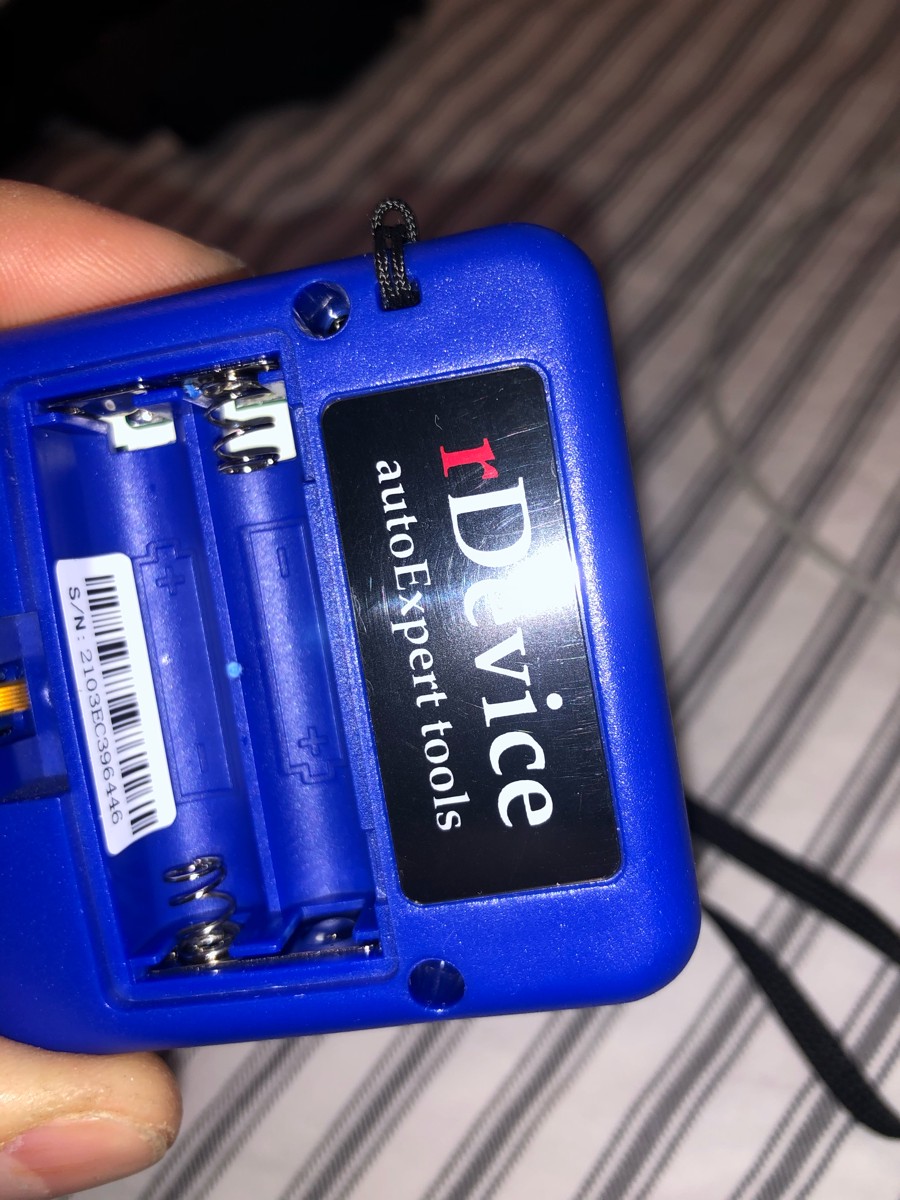 rDevice
autoExpert tools
S/N: 2103EC396446
+
-
-
+